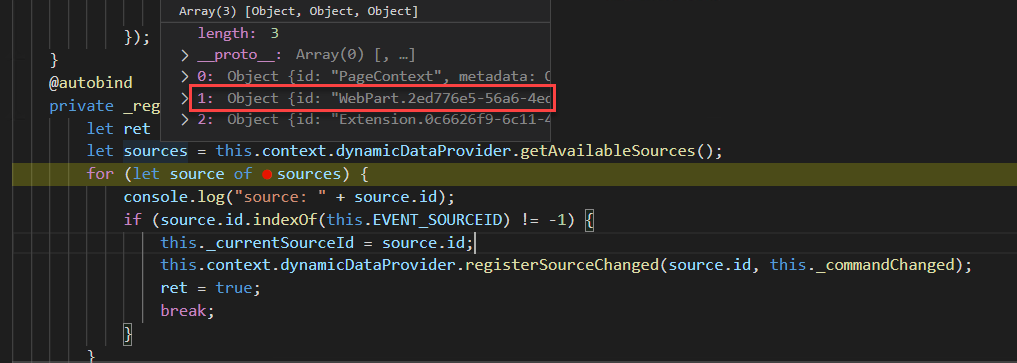 Array(3) [Object, Object, Object]
length: 3
});
__proto__: Array(0) [, …]
}
0: Object {id: "PageContext", metadata:
@autobind
1: Object {id: "WebPart.2ed776e5-56a6-4ec
private _reg
2: Object {id: "Extension.0c6626f9-6c11-4
let ret
let sources = this.context.dynamicDataProvider.getAvailableSources();
for (let source of sources) {
console.log("source: " + source.id);
if (source.id.indexOf(this.EVENT_SOURCEID) != -1) {
this._currentSourceId = source.id;
this.context.dynamicDataProvider.registerSourceChanged(source.id, this._commandChanged);
ret = true;
break;
}
}